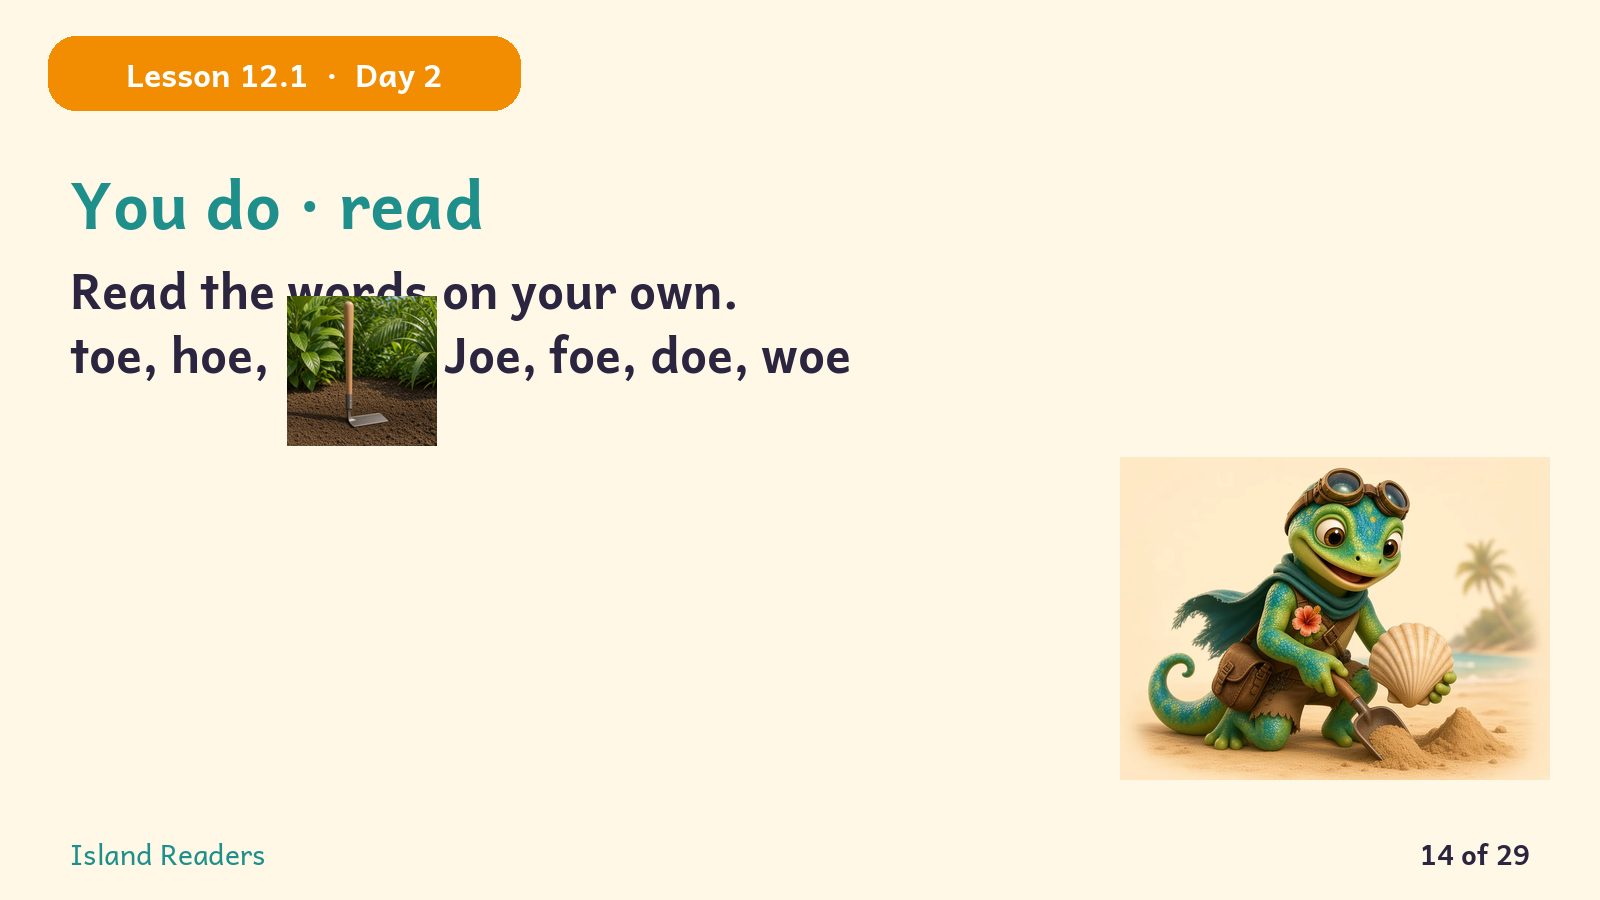 Lesson 12.1 · Day 2
You do · read
Read the words on your own.
toe, hoe, Joe, foe, doe, woe
Island Readers
14 of 29